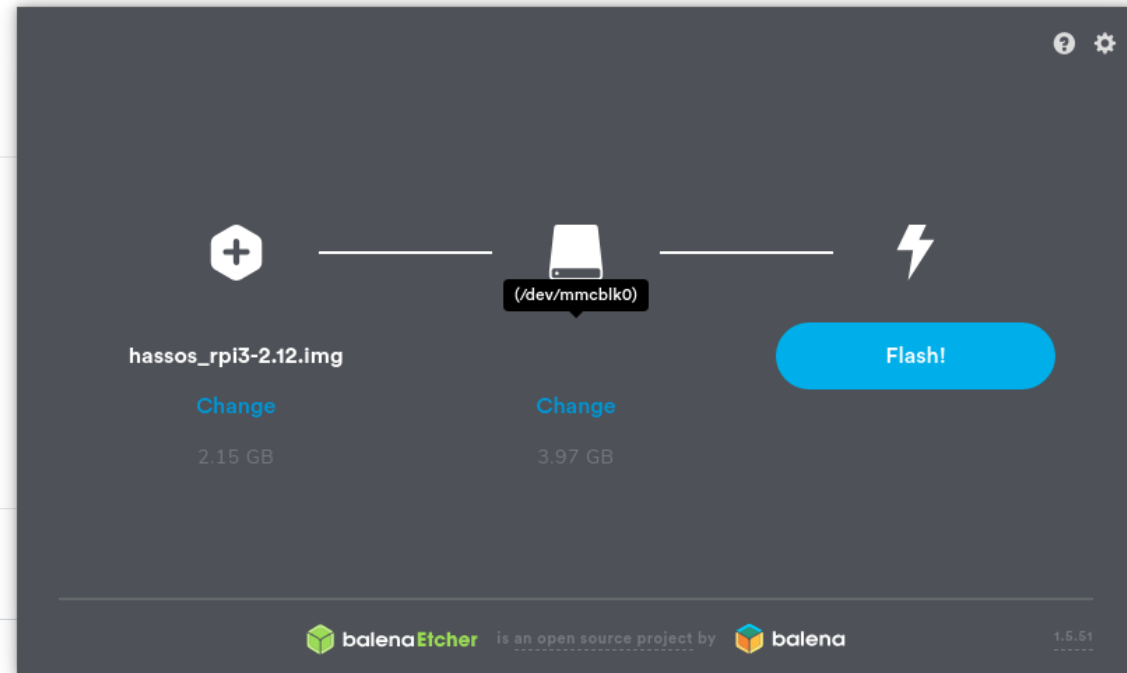 (/dev/mmcblk0)
hassos_rpi3-2.12.img
Flash!
Change
Change
2.15 GB
3.97 GB
balenaEtcher is an open source project by balena
1.5.51